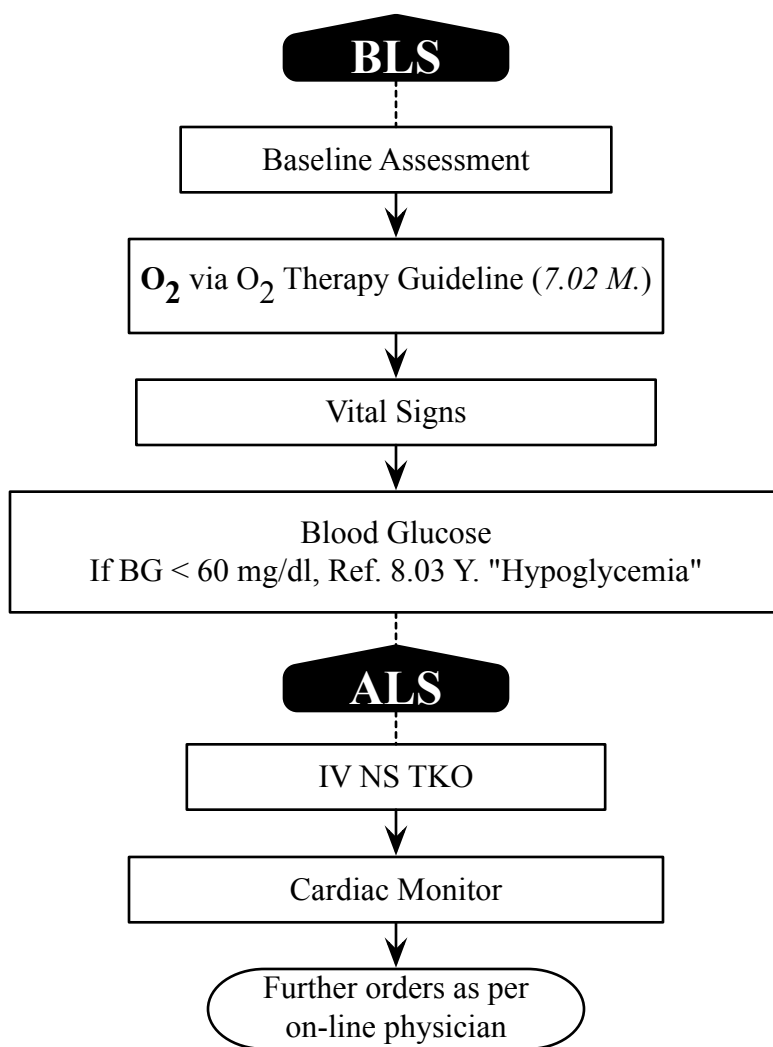 BLS
Baseline Assessment
O2 via O2 Therapy Guideline (7.02 M.)
Vital Signs
Blood Glucose
If BG < 60 mg/dl, Ref. 8.03 Y. "Hypoglycemia"
ALS
IV NS TKO
Cardiac Monitor
Further orders as per
on-line physician